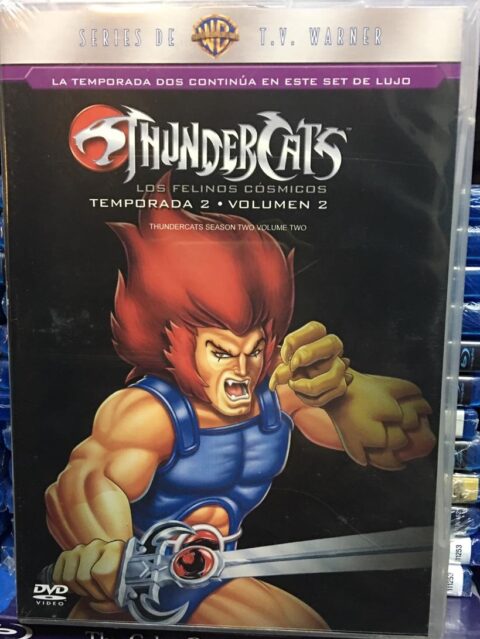 SERIES DE WB T.V. WARNER
LA TEMPORADA DOS CONTINÚA EN ESTE SET DE LUJO
THUNDERCATS
LOS FELINOS CÓSMICOS
TEMPORADA 2 • VOLUMEN 2
THUNDERCATS SEASON TWO VOLUME TWO
DVD
VIDEO
11253